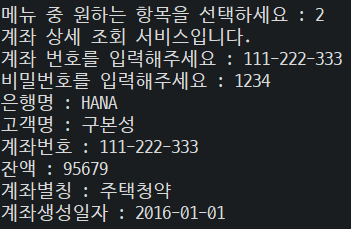 메뉴 중 원하는 항목을 선택하세요 : 2
계좌 상세 조회 서비스입니다.
계좌 번호를 입력해주세요 : 111-222-333
비밀번호를 입력해주세요 : 1234
은행명 : HANA
고객명 : 구본성
계좌번호 : 111-222-333
잔액 : 95679
계좌별칭 : 주택청약
계좌생성일자 : 2016-01-01